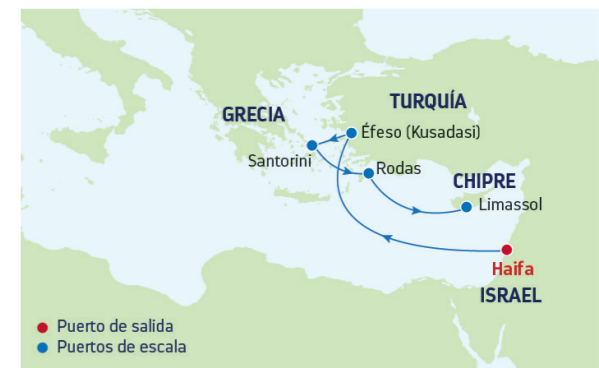 GRECIA
TURQUÍA
Éfeso (Kusadasi)
Santorini
Rodas
CHIPRE
Limassol
Haifa
ISRAEL
Puerto de salida
Puertos de escala